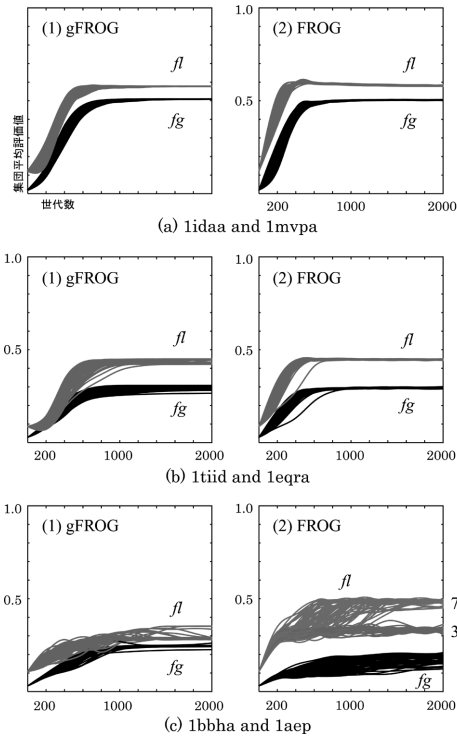 (1) gFROG
fl
fg
集団平均評価値
世代数
(2) FROG
1.0
fl
0.5
fg
200 1000 2000
(a) 1idaa and 1mvpa
1.0
(1) gFROG
fl
0.5
fg
200 1000 2000
1.0
(2) FROG
fl
0.5
fg
200 1000 2000
(b) 1tiid and 1eqra
1.0
(1) gFROG
0.5
fl
fg
200 1000 2000
1.0
(2) FROG
fl
0.5
7
3
fg
200 1000 2000
(c) 1bbha and 1aep